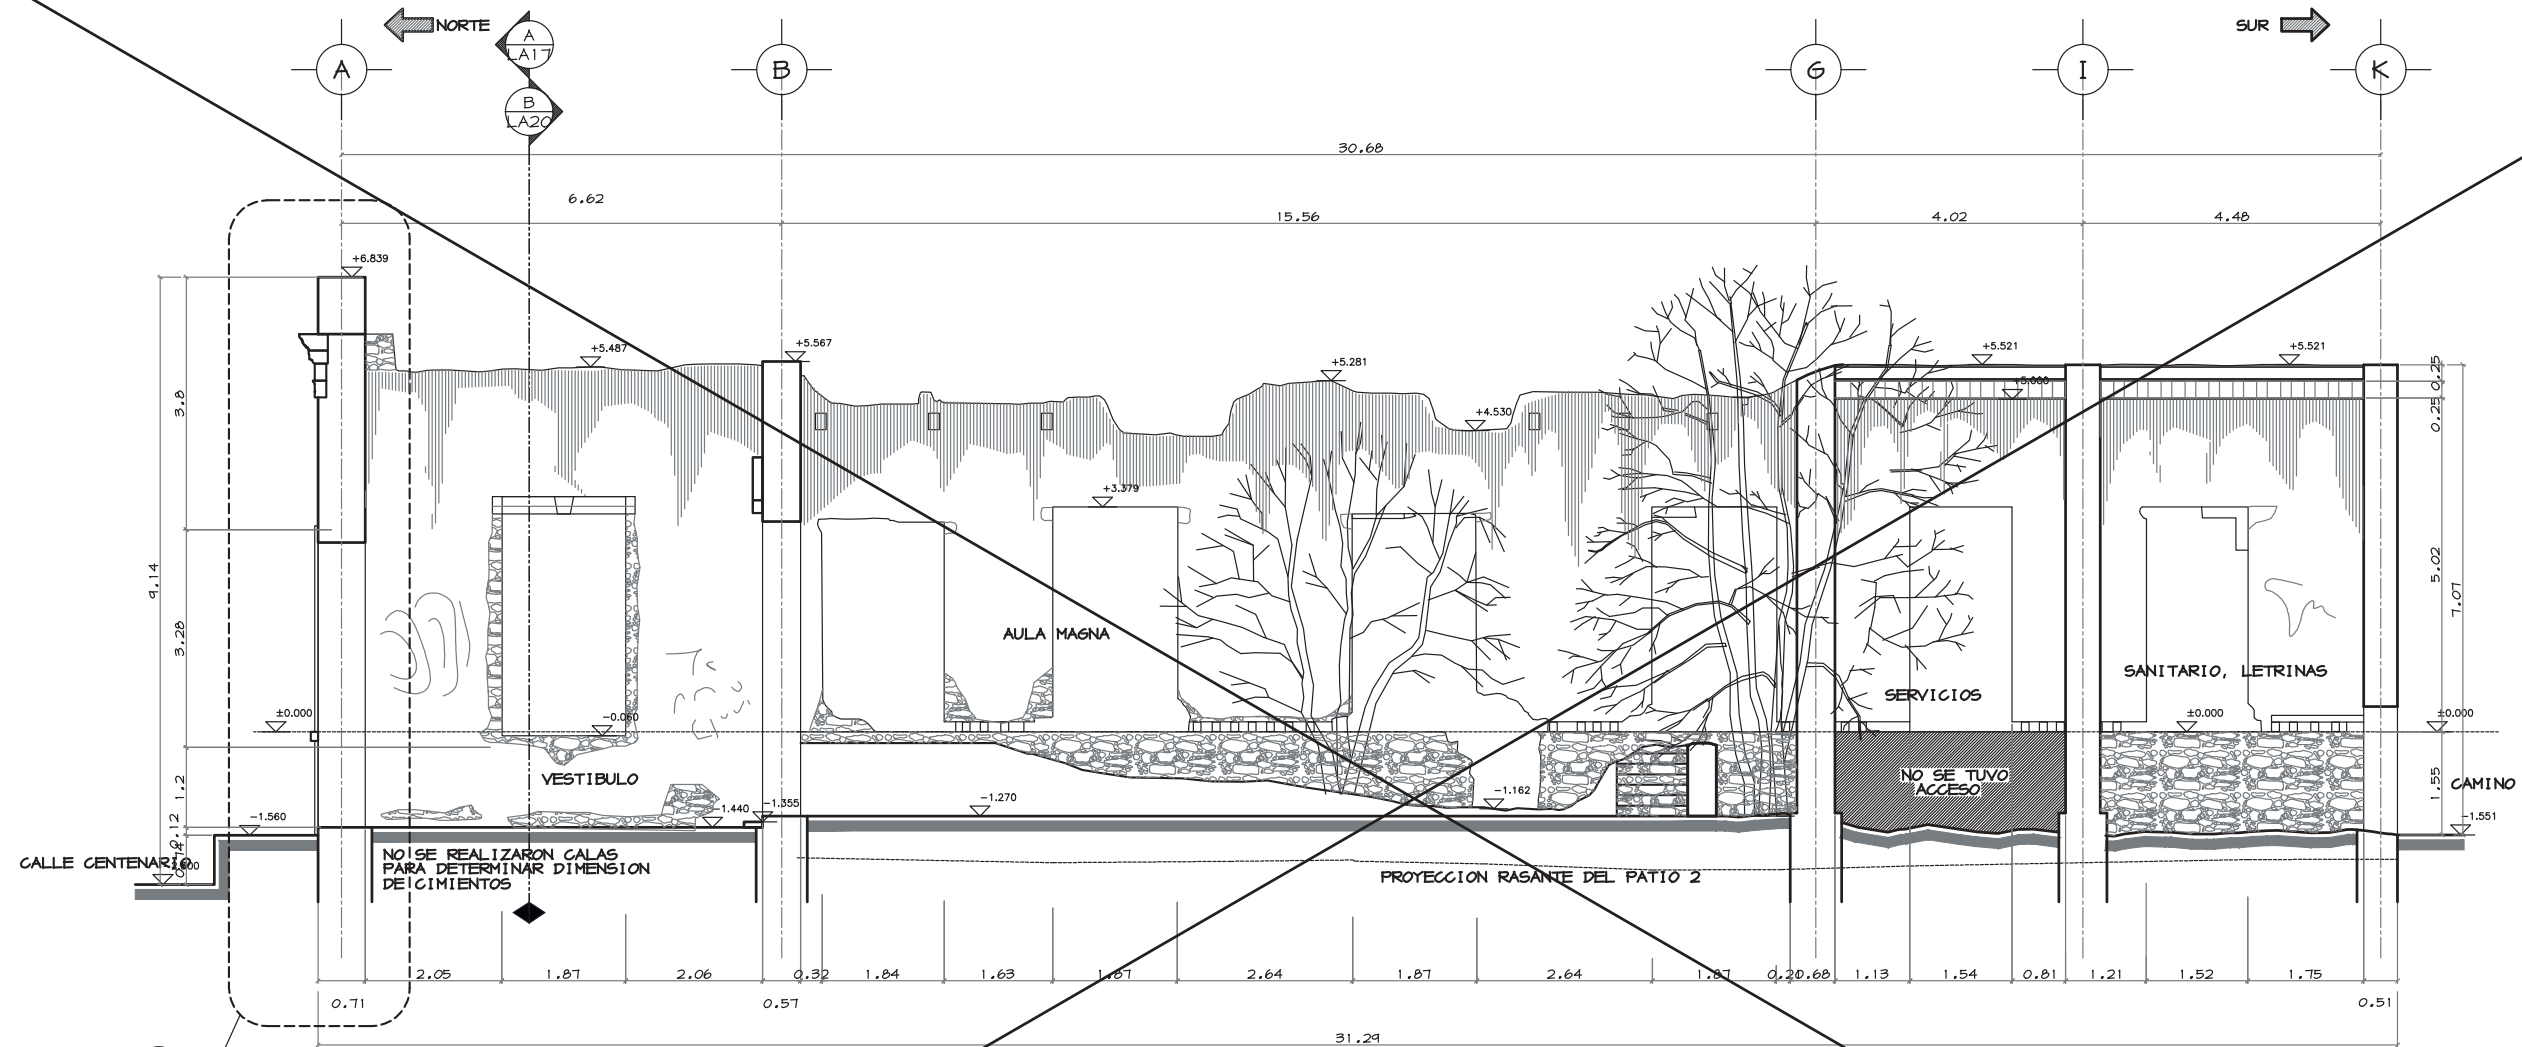 NORTE
A
LA17
B
LA20
SUR
A
B
G
I
K
30.68
6.62
15.56
4.02
4.48
+6.839
+5.487
+5.567
+5.281
+4.530
+5.521
+5.521
+5.000
+3.379
3.8
9.14
3.28
1.2
0.25
0.25
5.02
7.07
1.55
AULA MAGNA
SERVICIOS
SANITARIO, LETRINAS
±0.000
-0.060
±0.000
±0.000
VESTIBULO
NO SE TUVO
ACCESO
CAMINO
-1.560
-1.440
-1.355
-1.270
-1.162
-1.551
CALLE CENTENARIO
NO SE REALIZARON CALAS
PARA DETERMINAR DIMENSION
DE CIMIENTOS
PROYECCION RASANTE DEL PATIO 2
2.05
1.87
2.06
0.32
1.84
1.63
1.87
2.64
1.87
2.64
1.87
0.20
0.68
1.13
1.54
0.81
1.21
1.52
1.75
0.71
0.57
0.51
31.29